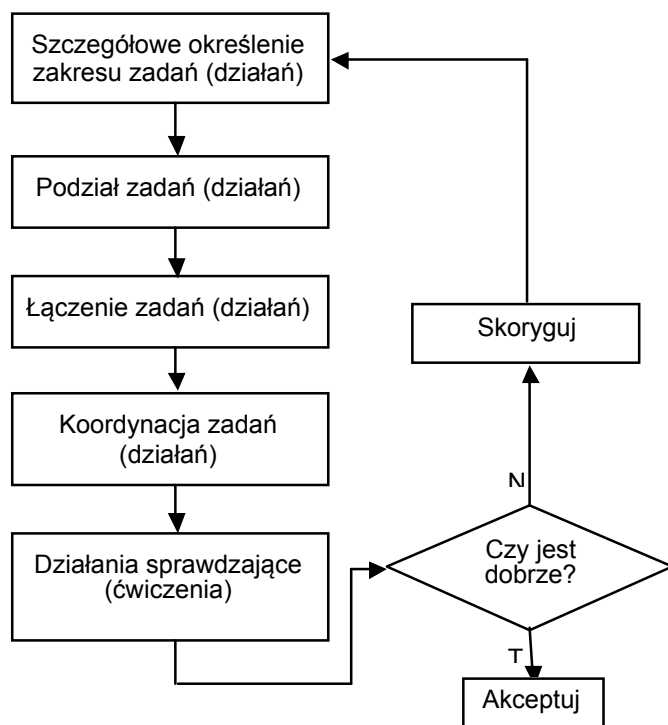 Szczegółowe określenie
zakresu zadań (działań)
Podział zadań (działań)
Łączenie zadań (działań)
Koordynacja zadań
(działań)
Działania sprawdzające
(ćwiczenia)
Czy jest
dobrze?
N
Skoryguj
T
Akceptuj